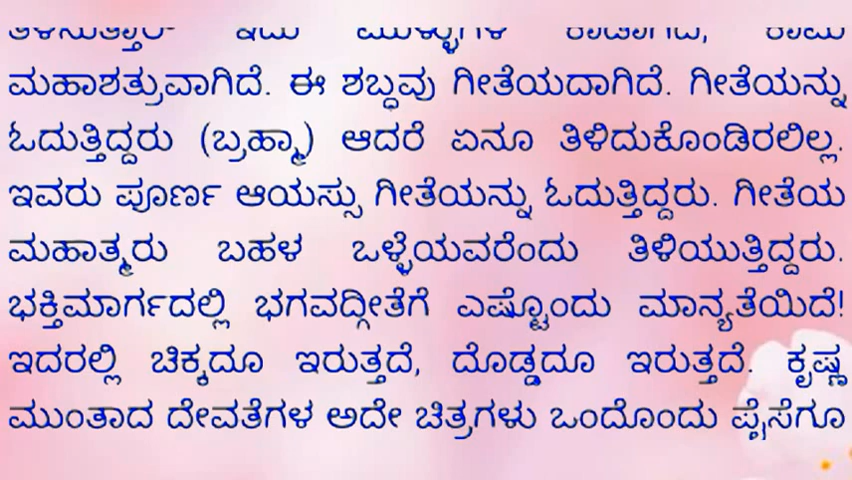 ಮಹಾಶತ್ರುವಾಗಿದೆ. ಈ ಶಬ್ಧವು ಗೀತೆಯದಾಗಿದೆ. ಗೀತೆಯನ್ನು
ಓದುತ್ತಿದ್ದರು (ಬ್ರಹ್ಮಾ) ಆದರೆ ಏನೂ ತಿಳಿದುಕೊಂಡಿರಲಿಲ್ಲ.
ಇವರು ಪೂರ್ಣ ಆಯಸ್ಸು ಗೀತೆಯನ್ನು ಓದುತ್ತಿದ್ದರು. ಗೀತೆಯ
ಮಹಾತ್ಮರು ಬಹಳ ಒಳ್ಳೆಯವರೆಂದು ತಿಳಿಯುತ್ತಿದ್ದರು.
ಭಕ್ತಿಮಾರ್ಗದಲ್ಲಿ ಭಗವದ್ಗೀತೆಗೆ ಎಷ್ಟೊಂದು ಮಾನ್ಯತೆಯಿದೆ!
ಇದರಲ್ಲಿ ಚಿಕ್ಕದೂ ಇರುತ್ತದೆ, ದೊಡ್ಡದೂ ಇರುತ್ತದೆ. ಕೃಷ್ಣ
ಮುಂತಾದ ದೇವತೆಗಳ ಅದೇ ಚಿತ್ರಗಳು ಒಂದೊಂದು ಪೈಸೆಗೂ